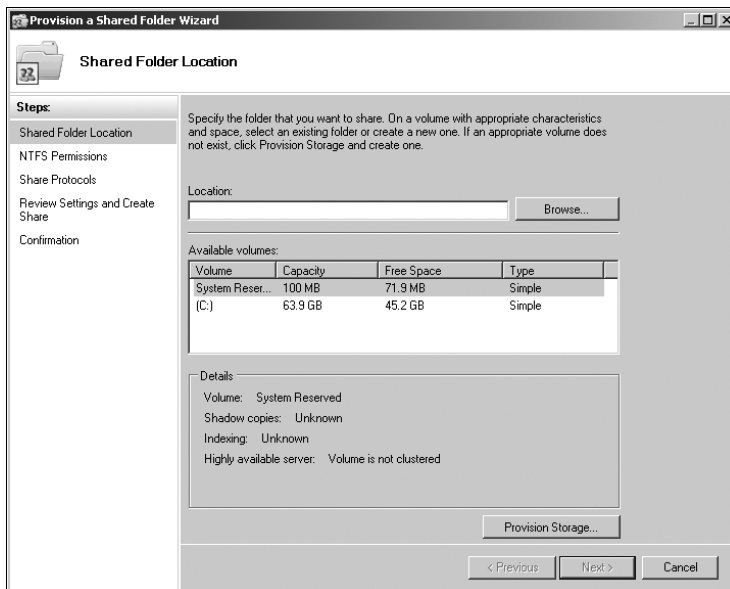 Provision a Shared Folder Wizard
Shared Folder Location
Steps:
Shared Folder Location
NTFS Permissions
Share Protocols
Review Settings and Create
Share
Confirmation
Specify the folder that you want to share. On a volume with appropriate characteristics
and space, select an existing folder or create a new one. If an appropriate volume does
not exist, click Provision Storage and create one.
Location:
Browse...
Available volumes:
Volume Capacity Free Space Type
System Reser... 100 MB 71.9 MB Simple
(C:) 63.9 GB 45.2 GB Simple
Details
Volume: System Reserved
Shadow copies: Unknown
Indexing: Unknown
Highly available server: Volume is not clustered
Provision Storage...
< Previous Next > Cancel